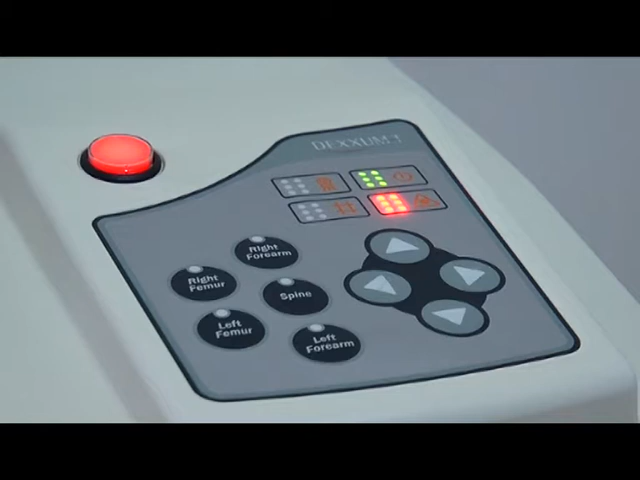 DEXXUM T
Right
Forearm
Right
Femur
Spine
Left
Femur
Left
Forearm